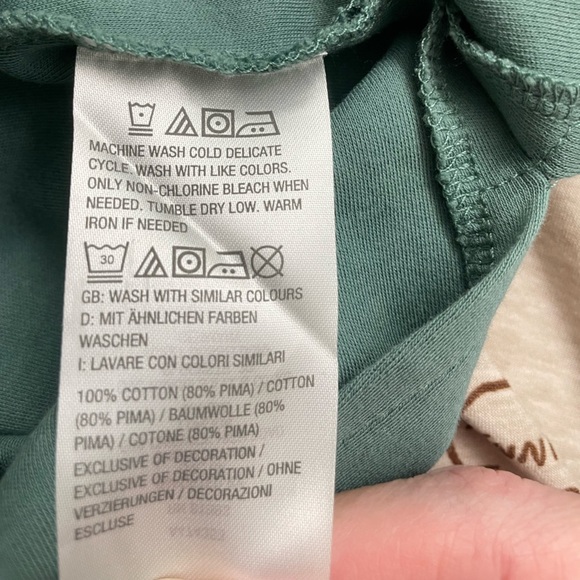 MACHINE WASH COLD DELICATE
CYCLE. WASH WITH LIKE COLORS.
ONLY NON-CHLORINE BLEACH WHEN
NEEDED. TUMBLE DRY LOW. WARM
IRON IF NEEDED
30
GB: WASH WITH SIMILAR COLOURS
D: MIT ÄHNLICHEN FARBEN
WASCHEN
I: LAVARE CON COLORI SIMILARI
100% COTTON (80% PIMA) / COTTON
(80% PIMA) / BAUMWOLLE (80%
PIMA) / COTONE (80% PIMA)
EXCLUSIVE OF DECORATION /
EXCLUSIVE OF DECORATION / OHNE
VERZIERUNGEN / DECORAZIONI
ESCLUSE